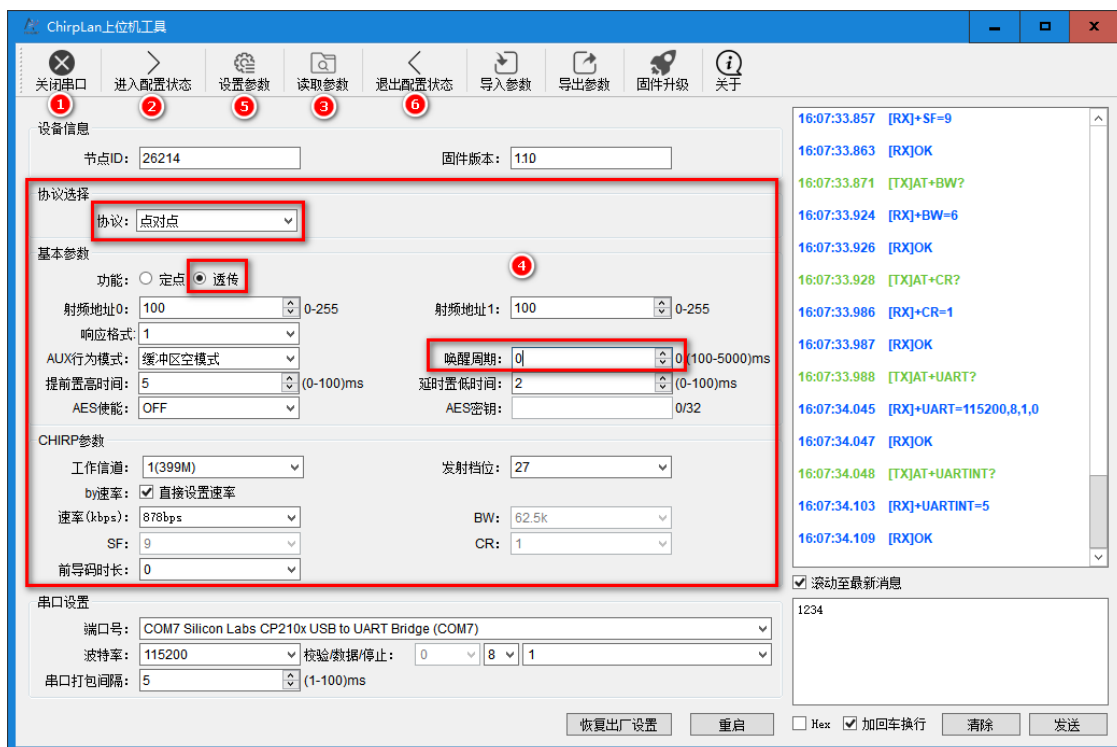 ChirpLan上位机工具
关闭串口 进入配置状态 设置参数 读取参数 退出配置状态 导入参数 导出参数 固件升级 关于
1 2 5 3 6
设备信息
节点ID: 26214 固件版本: 1.10
协议选择
协议: 点对点
基本参数
4
功能: 定点 透传
射频地址0: 100 0-255 射频地址1: 100 0-255
响应格式: 1
AUX行为模式: 缓冲区空模式 唤醒周期: 0 0,(100-5000)ms
提前置高时间: 5 (0-100)ms 延时置低时间: 2 (0-100)ms
AES使能: OFF AES密钥: 0/32
CHIRP参数
工作信道: 1(399M) 发射档位: 27
by速率: 直接设置速率
速率(kbps): 878bps BW: 62.5k
SF: 9 CR: 1
前导码时长: 0
串口设置
端口号: COM7 Silicon Labs CP210x USB to UART Bridge (COM7)
波特率: 115200 校验/数据/停止: 0 8 1
串口打包间隔: 5 (1-100)ms
恢复出厂设置 重启
16:07:33.857 [RX]+SF=9
16:07:33.863 [RX]OK
16:07:33.871 [TX]AT+BW?
16:07:33.924 [RX]+BW=6
16:07:33.926 [RX]OK
16:07:33.928 [TX]AT+CR?
16:07:33.986 [RX]+CR=1
16:07:33.987 [RX]OK
16:07:33.988 [TX]AT+UART?
16:07:34.045 [RX]+UART=115200,8,1,0
16:07:34.047 [RX]OK
16:07:34.048 [TX]AT+UARTINT?
16:07:34.103 [RX]+UARTINT=5
16:07:34.109 [RX]OK
滚动至最新消息
1234
Hex 加回车换行 清除 发送